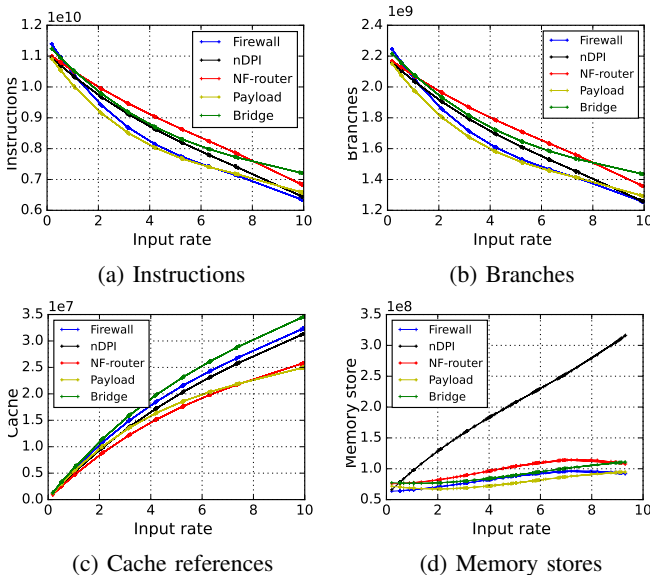 1e10
1.2
1.1
1.0
0.9
0.8
0.7
0.6
Instructions
Firewall
nDPI
NF-router
Payload
Bridge
0 2 4 6 8 10
Input rate
(a) Instructions
1e9
2.4
2.2
2.0
1.8
1.6
1.4
1.2
Branches
Firewall
nDPI
NF-router
Payload
Bridge
0 2 4 6 8 10
Input rate
(b) Branches
1e7
3.5
3.0
2.5
2.0
1.5
1.0
0.5
0.0
Cache
Firewall
nDPI
NF-router
Payload
Bridge
0 2 4 6 8 10
Input rate
(c) Cache references
1e8
3.5
3.0
2.5
2.0
1.5
1.0
0.5
Memory store
Firewall
nDPI
NF-router
Payload
Bridge
0 2 4 6 8 10
Input rate
(d) Memory stores